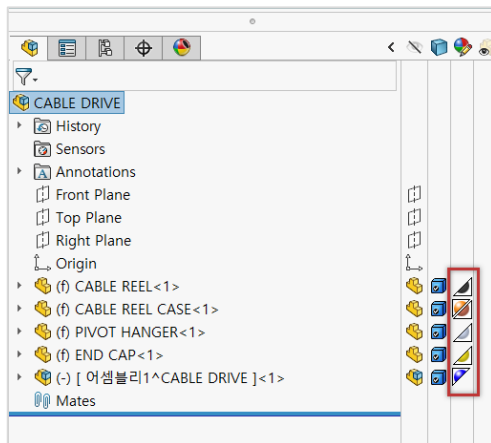 CABLE DRIVE
History
Sensors
Annotations
Front Plane
Top Plane
Right Plane
Origin
(f) CABLE REEL<1>
(f) CABLE REEL CASE<1>
(f) PIVOT HANGER<1>
(f) END CAP<1>
(-) [ 어셈블리1^CABLE DRIVE ]<1>
Mates